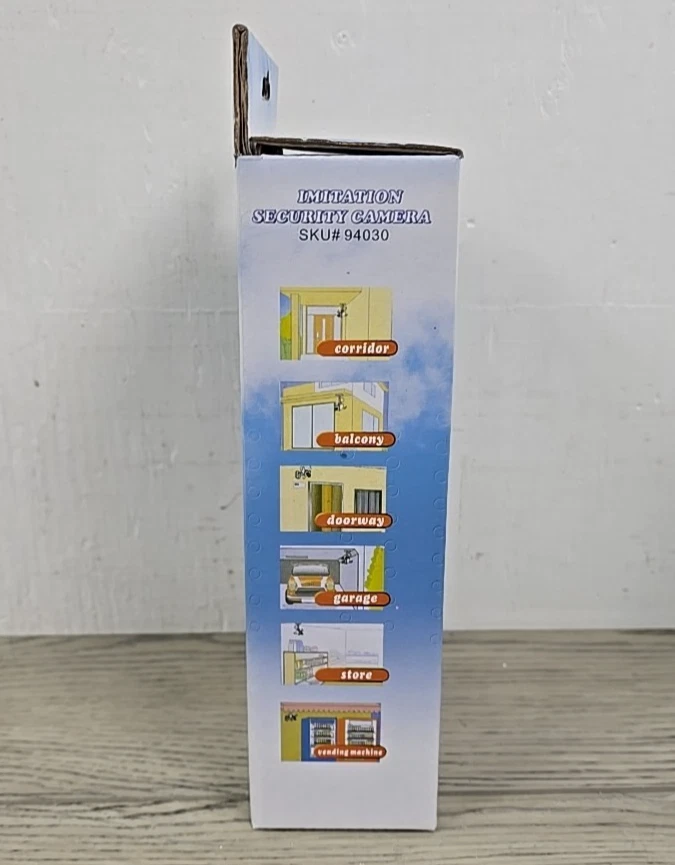 IMITATION
SECURITY CAMERA
SKU# 94030
corridor
balcony
doorway
garage
store
vending machine